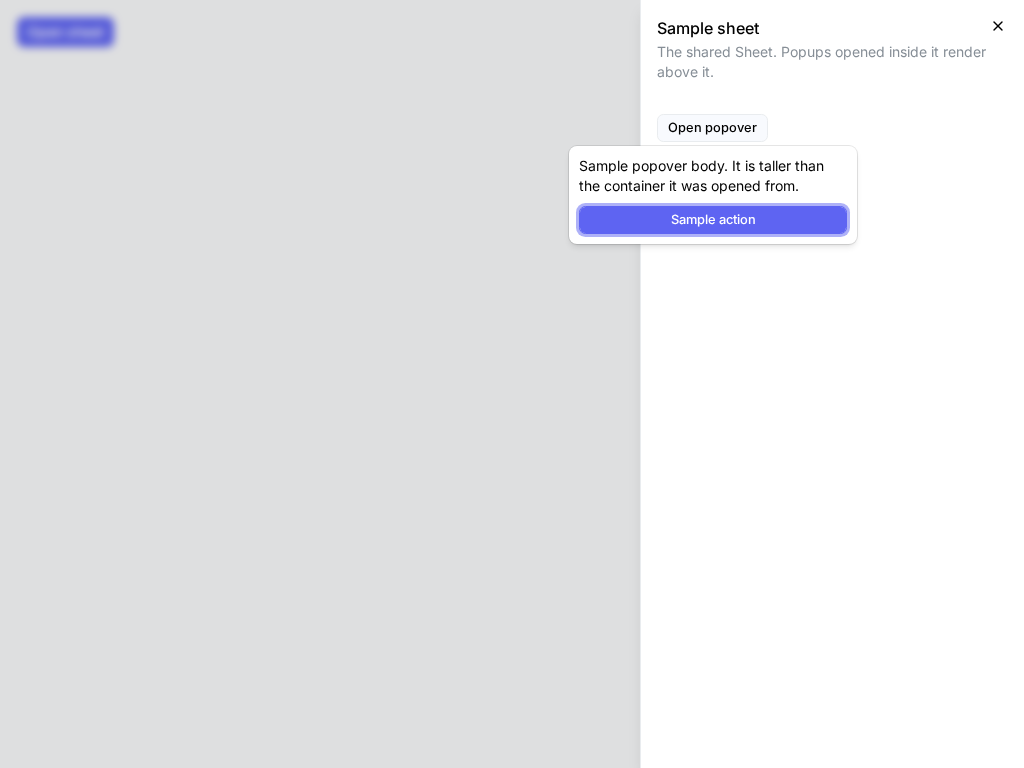 Sample sheet
The shared Sheet. Popups opened inside it render
above it.
Open popover
Sample popover body. It is taller than
the container it was opened from.
Sample action